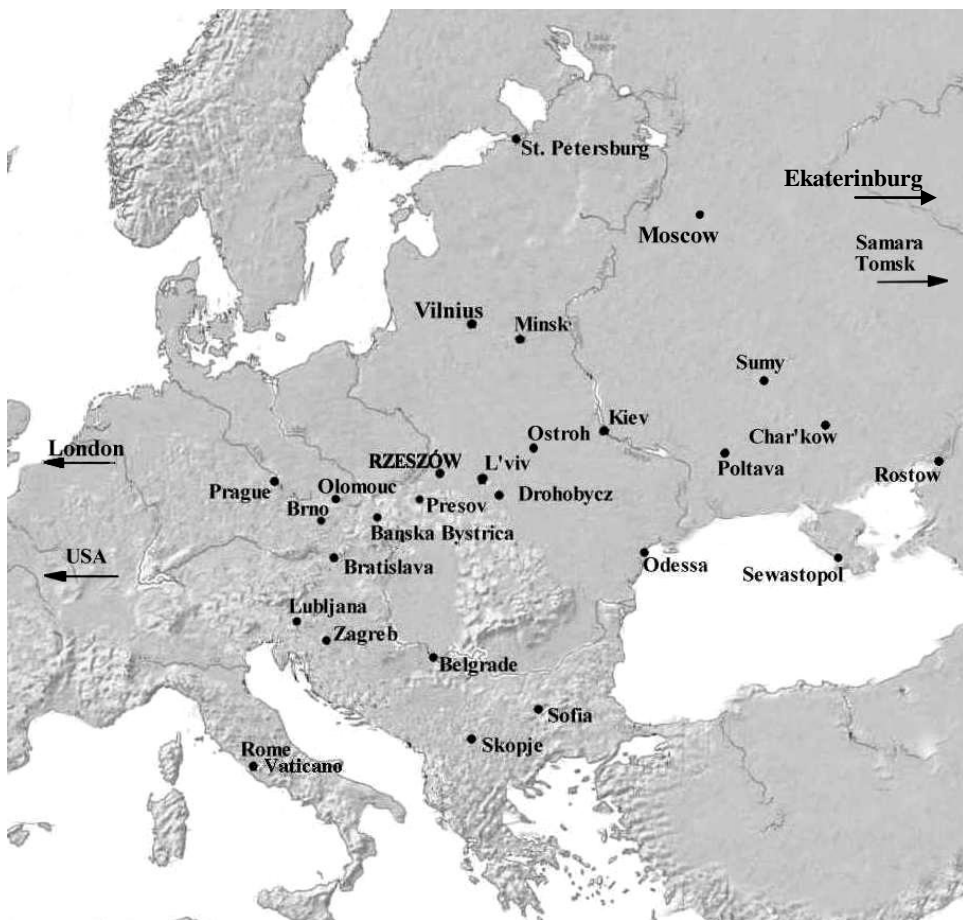 St. Petersburg
Ekaterinburg
Moscow
Samara
Tomsk
Vilnius
Minsk
Sumy
Kiev
Ostroh
Char'kow
London
RZESZÓW
L'viv
Poltava
Rostow
Prague
Olomouc
Drohobycz
Brno
Presov
Banska Bystrica
USA
Bratislava
Odessa
Sewastopol
Lubljana
Zagreb
Belgrade
Sofia
Skopje
Rome
Vaticano